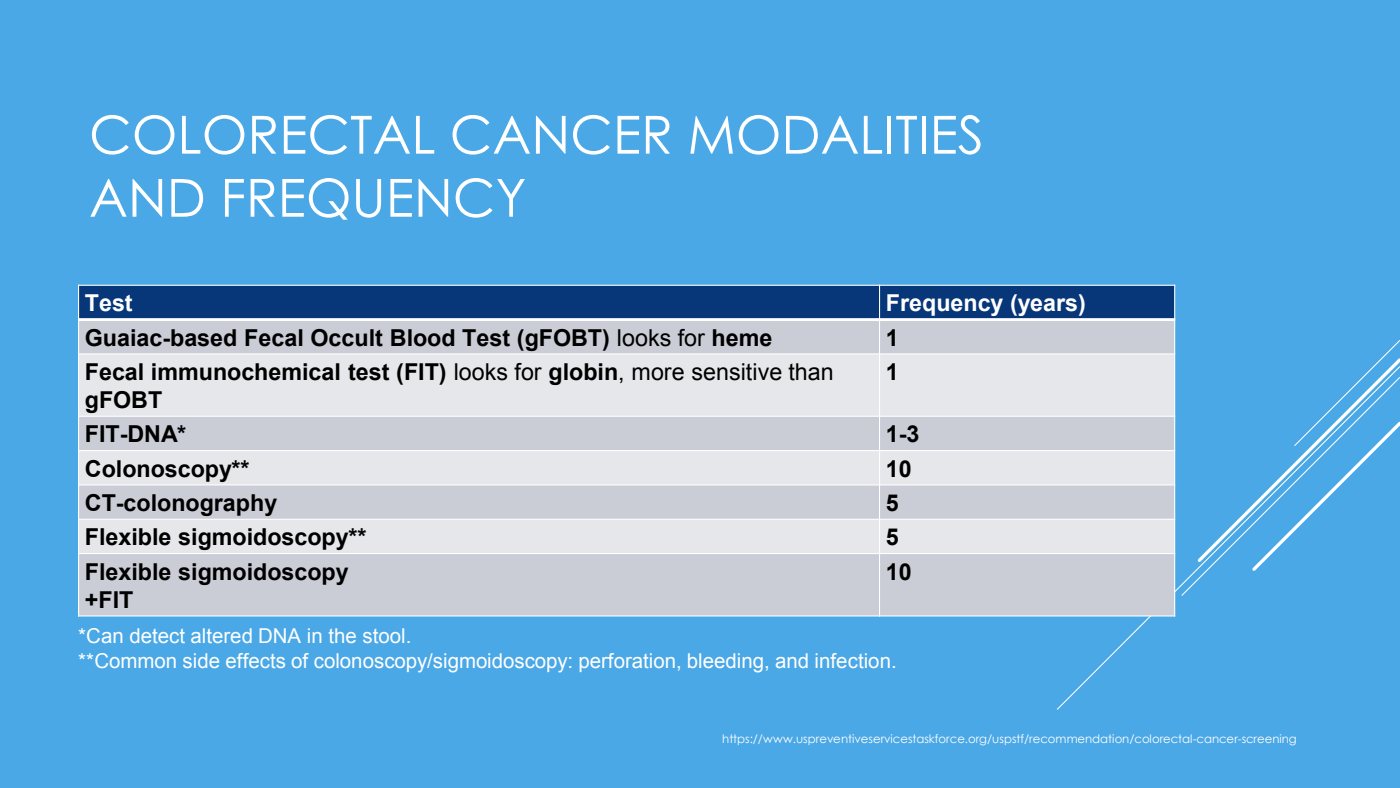 COLORECTAL CANCER MODALITIES
AND FREQUENCY
Test Frequency (years)
Guaiac-based Fecal Occult Blood Test (gFOBT) looks for heme 1
Fecal immunochemical test (FIT) looks for globin, more sensitive than 1
gFOBT
FIT-DNA* 1-3
Colonoscopy** 10
CT-colonography 5
Flexible sigmoidoscopy** 5
Flexible sigmoidoscopy 10
+FIT
*Can detect altered DNA in the stool.
**Common side effects of colonoscopy/sigmoidoscopy: perforation, bleeding, and infection.
https://www.uspreventiveservicestaskforce.org/uspstf/recommendation/colorectal-cancer-screening